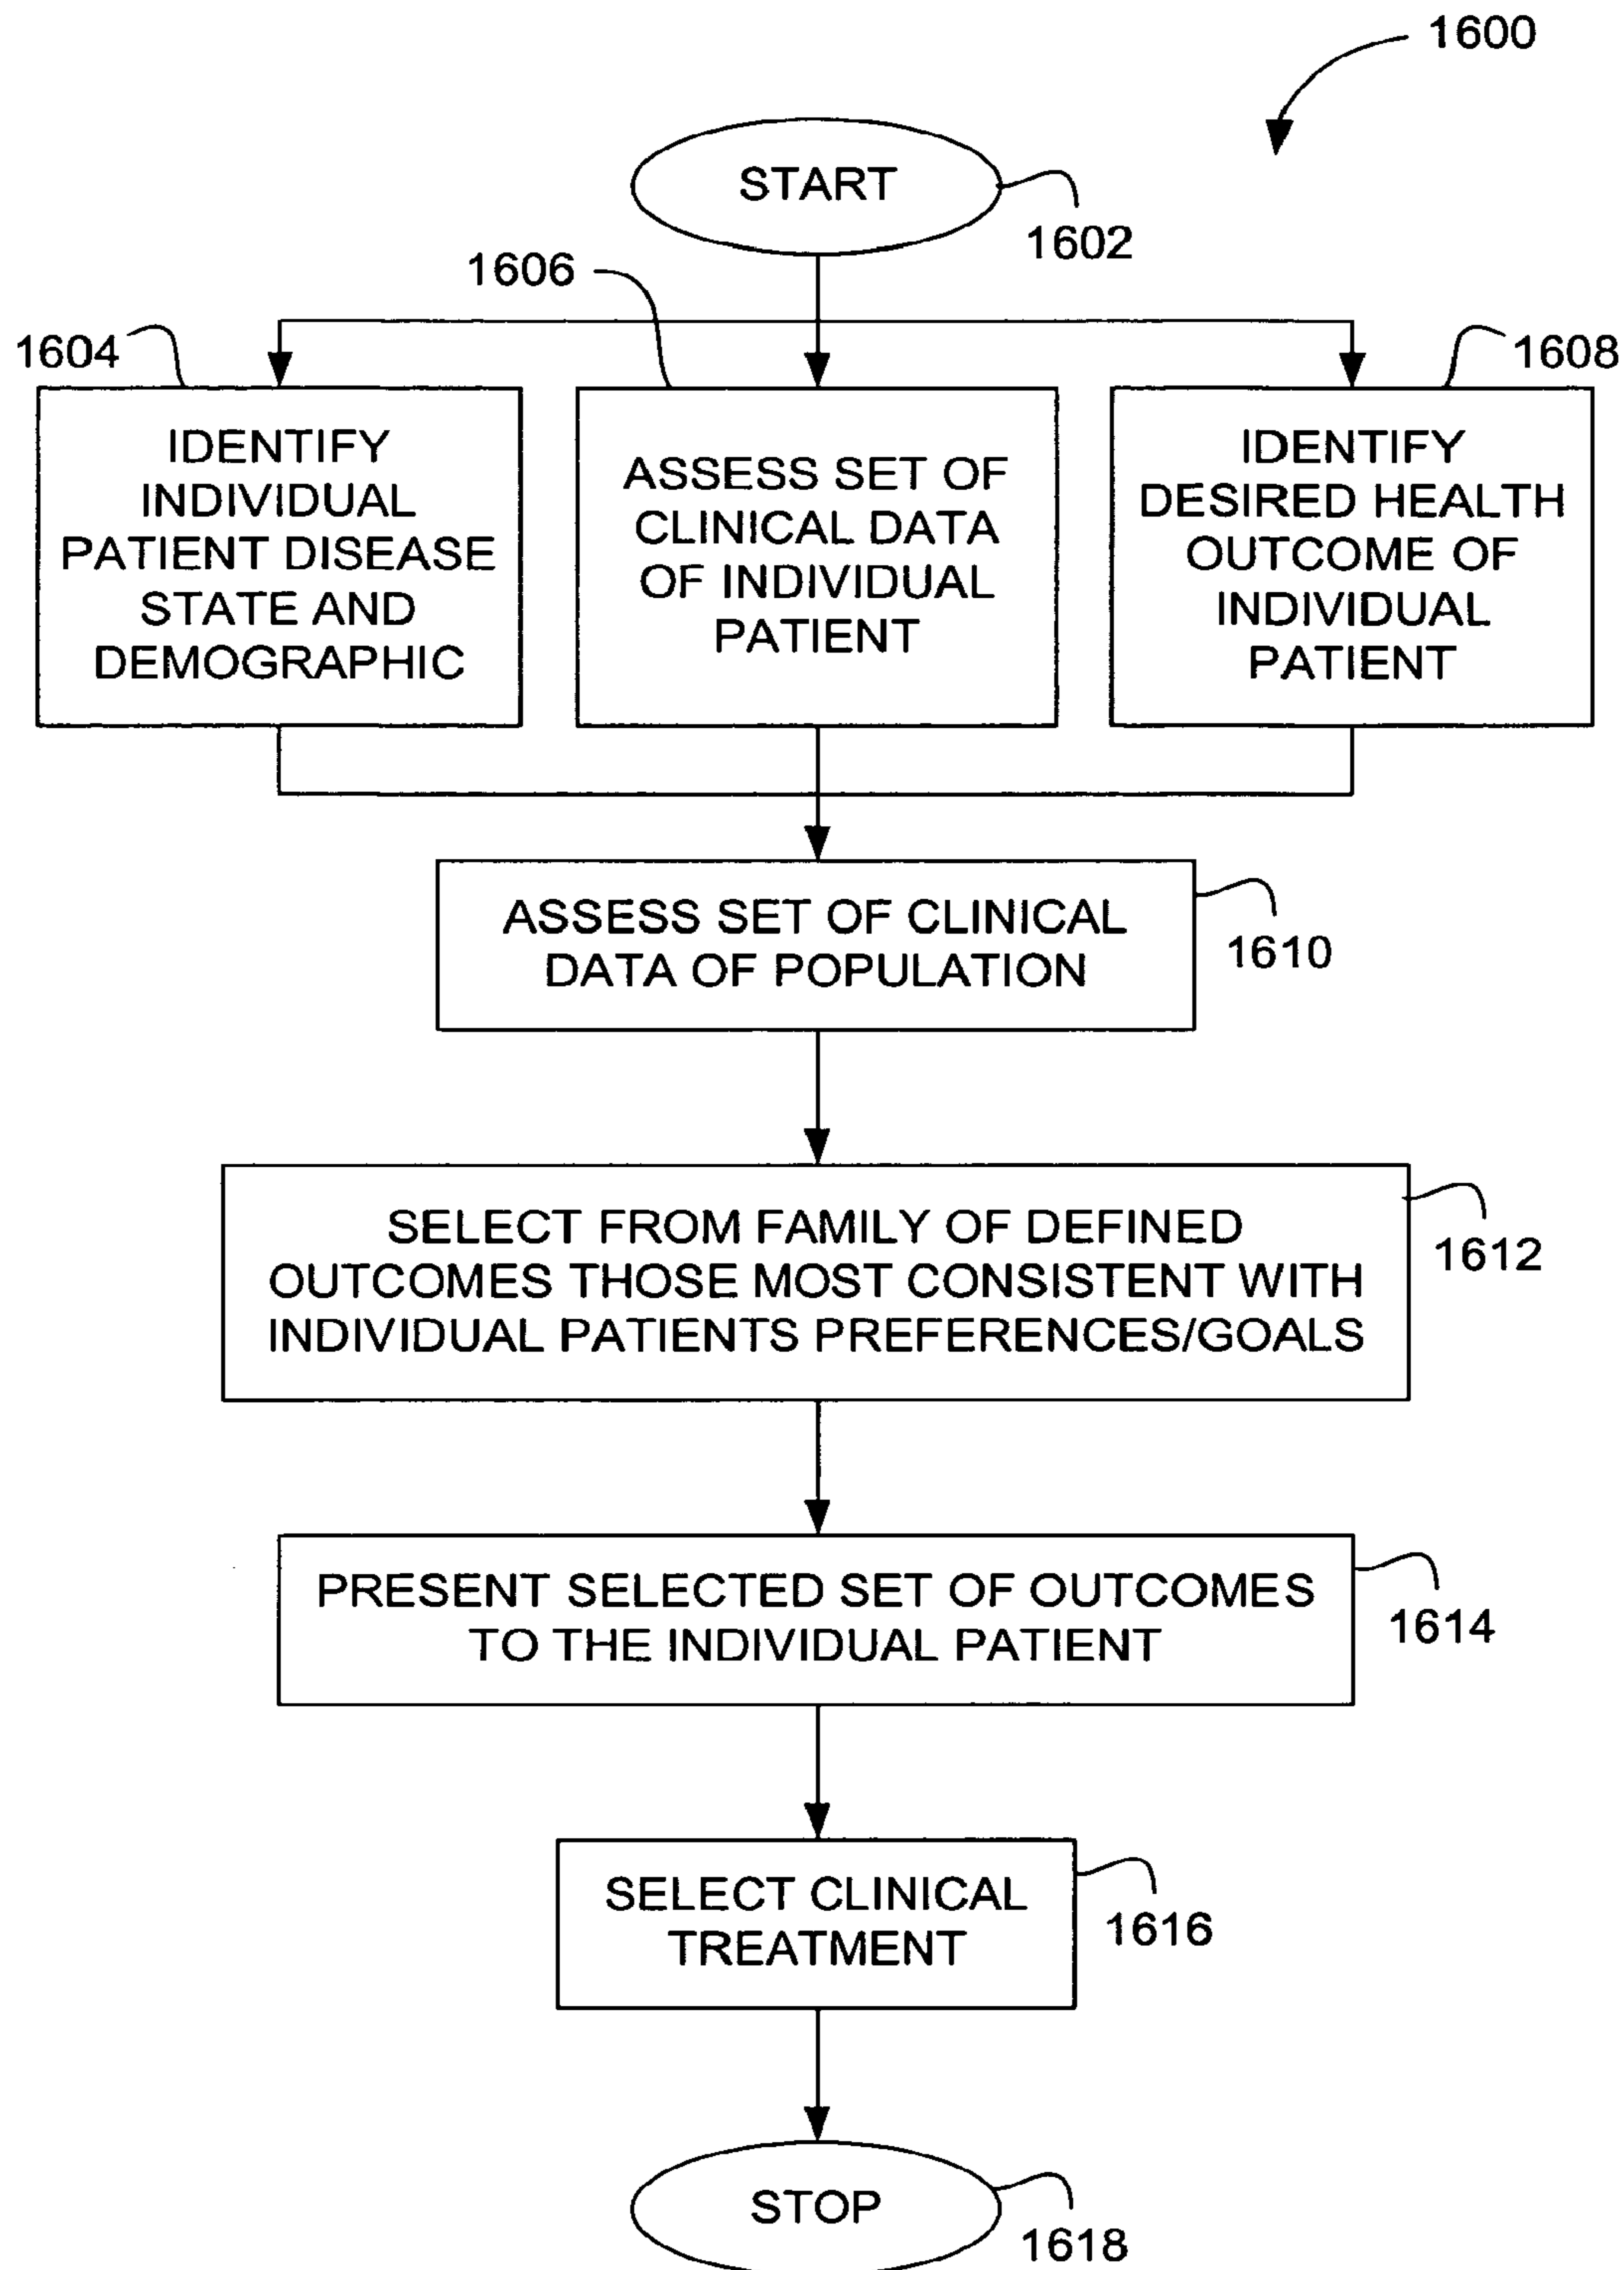 1600
START
1602
1606
1604
1608
IDENTIFY
INDIVIDUAL
PATIENT DISEASE
STATE AND
DEMOGRAPHIC
ASSESS SET OF
CLINICAL DATA
OF INDIVIDUAL
PATIENT
IDENTIFY
DESIRED HEALTH
OUTCOME OF
INDIVIDUAL
PATIENT
ASSESS SET OF CLINICAL
DATA OF POPULATION
1610
SELECT FROM FAMILY OF DEFINED
OUTCOMES THOSE MOST CONSISTENT WITH
INDIVIDUAL PATIENTS PREFERENCES/GOALS
1612
PRESENT SELECTED SET OF OUTCOMES
TO THE INDIVIDUAL PATIENT
1614
SELECT CLINICAL
TREATMENT
1616
STOP
1618